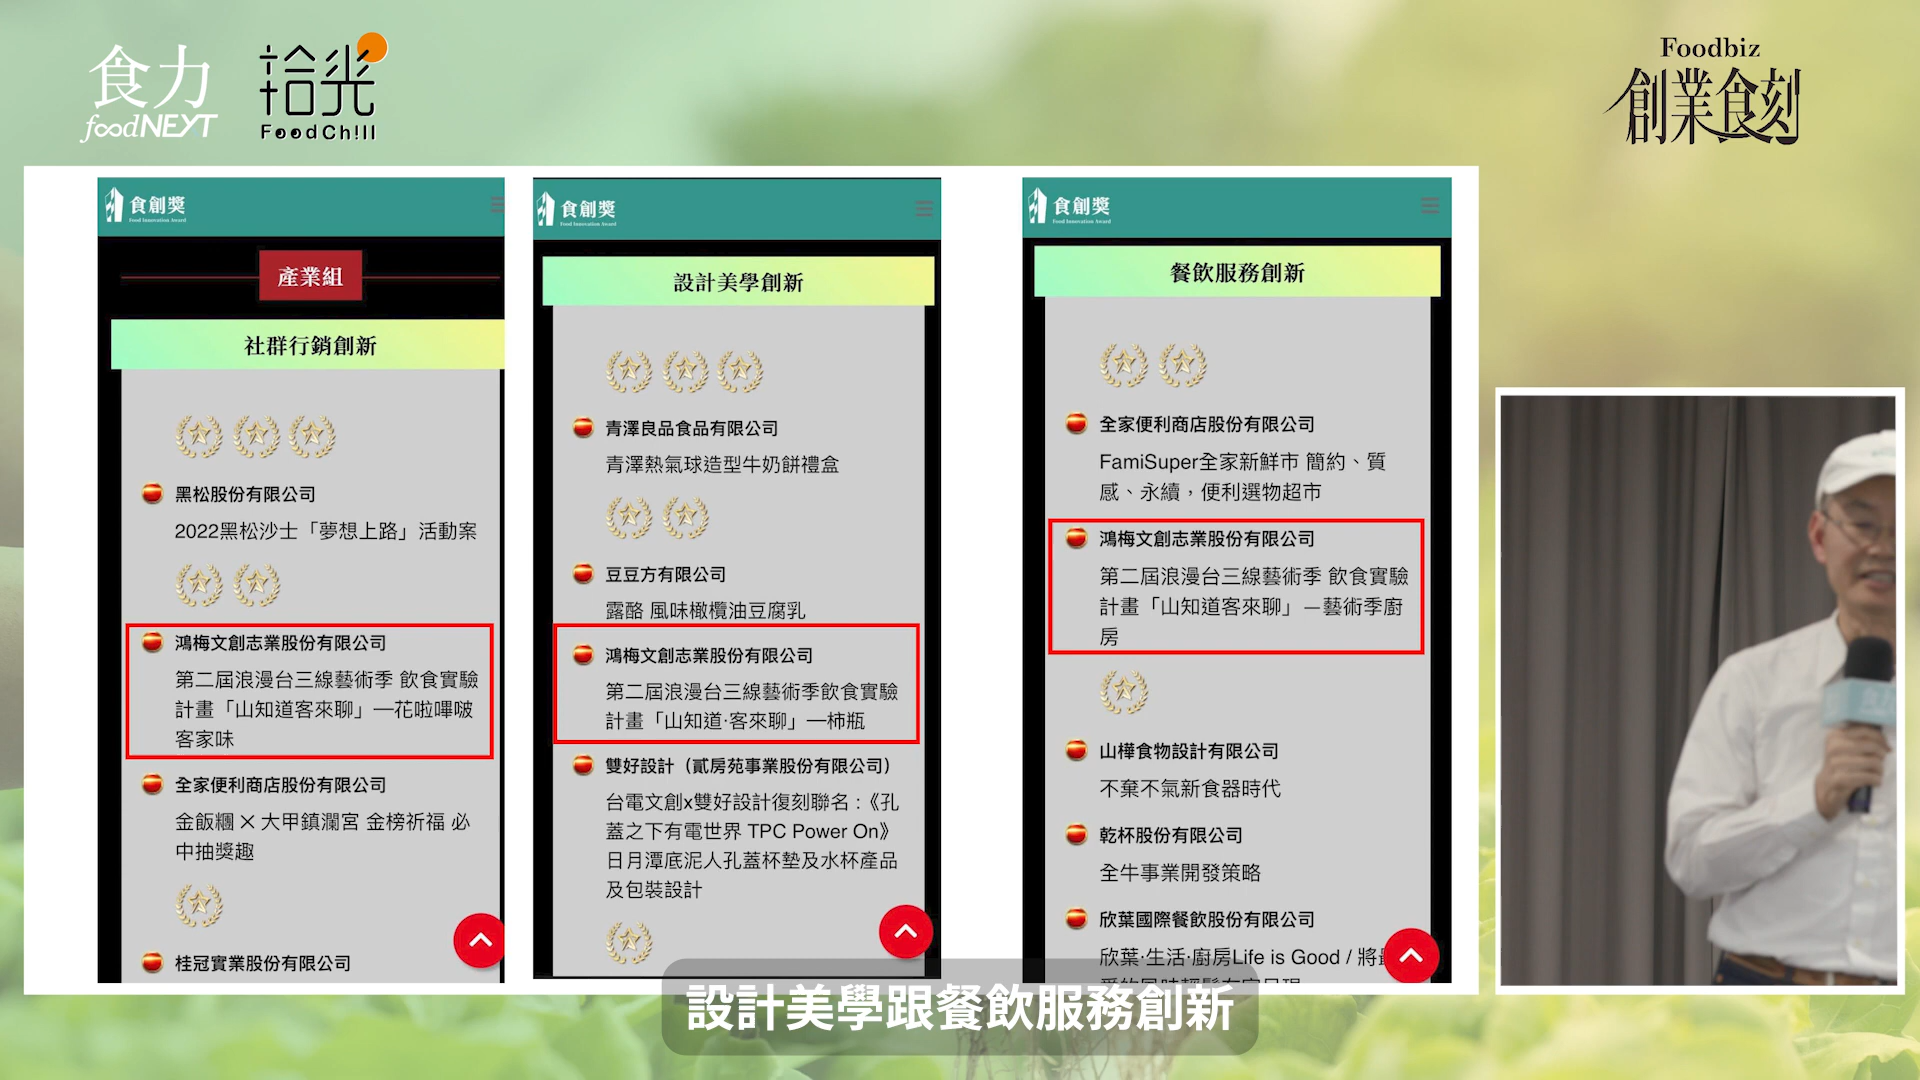 食力
foodNEXT
拾光
FoodCh!ll
Foodbiz
創業食刻
食創獎
Food Innovation Award
產業組
社群行銷創新
黑松股份有限公司
2022黑松沙士「夢想上路」活動案
鴻梅文創志業股份有限公司
第二屆浪漫台三線藝術季 飲食實驗
計畫「山知道客來聊」—花啦嗶啵
客家味
全家便利商店股份有限公司
金飯糰 X 大甲鎮瀾宮 金榜祈福 必
中抽獎趣
桂冠實業股份有限公司
食創獎
Food Innovation Award
設計美學創新
青澤良品食品有限公司
青澤熱氣球造型牛奶餅禮盒
豆豆方有限公司
露酪 風味橄欖油豆腐乳
鴻梅文創志業股份有限公司
第二屆浪漫台三線藝術季飲食實驗
計畫「山知道·客來聊」—柿瓶
雙好設計（貳房苑事業股份有限公司）
台電文創x雙好設計復刻聯名 :《孔
蓋之下有電世界 TPC Power On》
日月潭底泥人孔蓋杯墊及水杯產品
及包裝設計
食創獎
Food Innovation Award
餐飲服務創新
全家便利商店股份有限公司
FamiSuper全家新鮮市 簡約、質
感、永續，便利選物超市
鴻梅文創志業股份有限公司
第二屆浪漫台三線藝術季 飲食實驗
計畫「山知道客來聊」—藝術季廚
房
山樺食物設計有限公司
不棄不氣新食器時代
乾杯股份有限公司
全牛事業開發策略
欣葉國際餐飲股份有限公司
欣葉·生活·廚房Life is Good / 將
設計美學跟餐飲服務創新